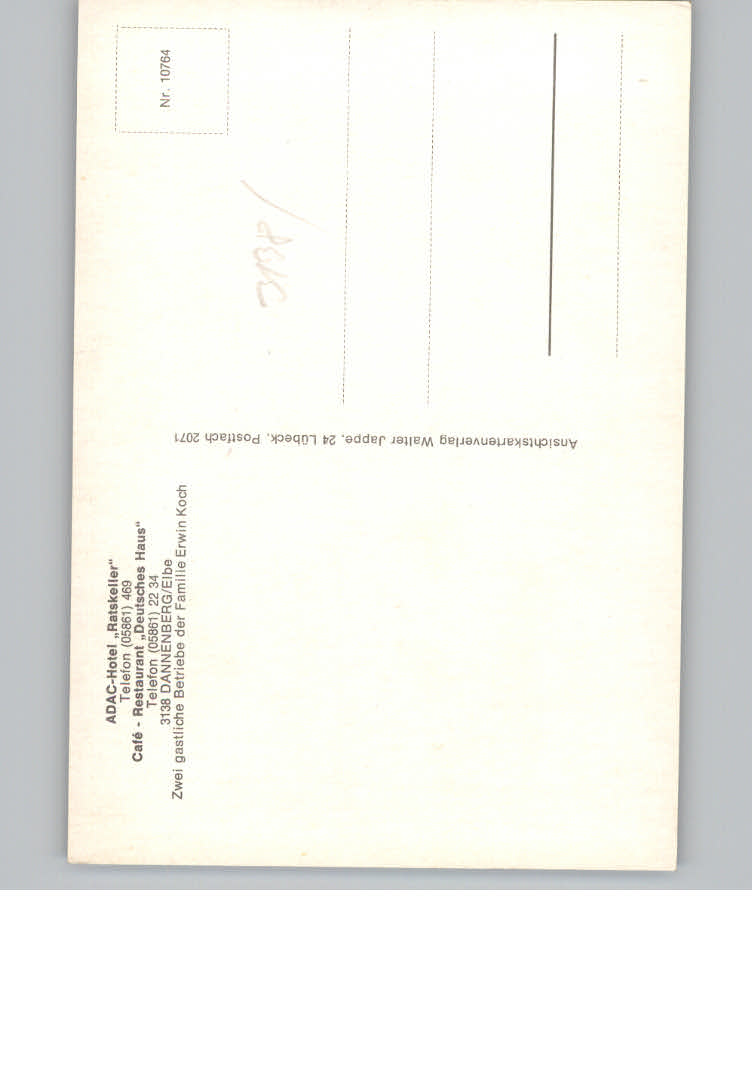 ADAC-Hotel „Ratskeller“
Telefon (05861) 469
Café - Restaurant „Deutsches Haus“
Telefon (05861) 22 34
3138 DANNENBERG/Elbe
Zwei gastliche Betriebe der Familie Erwin Koch
Ansichtskartenverlag Walter Jappe, 24 Lübeck, Postfach 2071
Nr. 10764